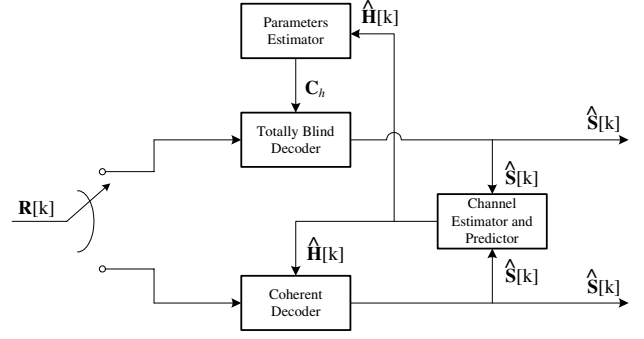 Parameters
Estimator
Ĥ[k]
C_h
Totally Blind
Decoder
Ŝ[k]
Ŝ[k]
R[k]
Channel
Estimator and
Predictor
Ĥ[k]
Ŝ[k]
Coherent
Decoder
Ŝ[k]